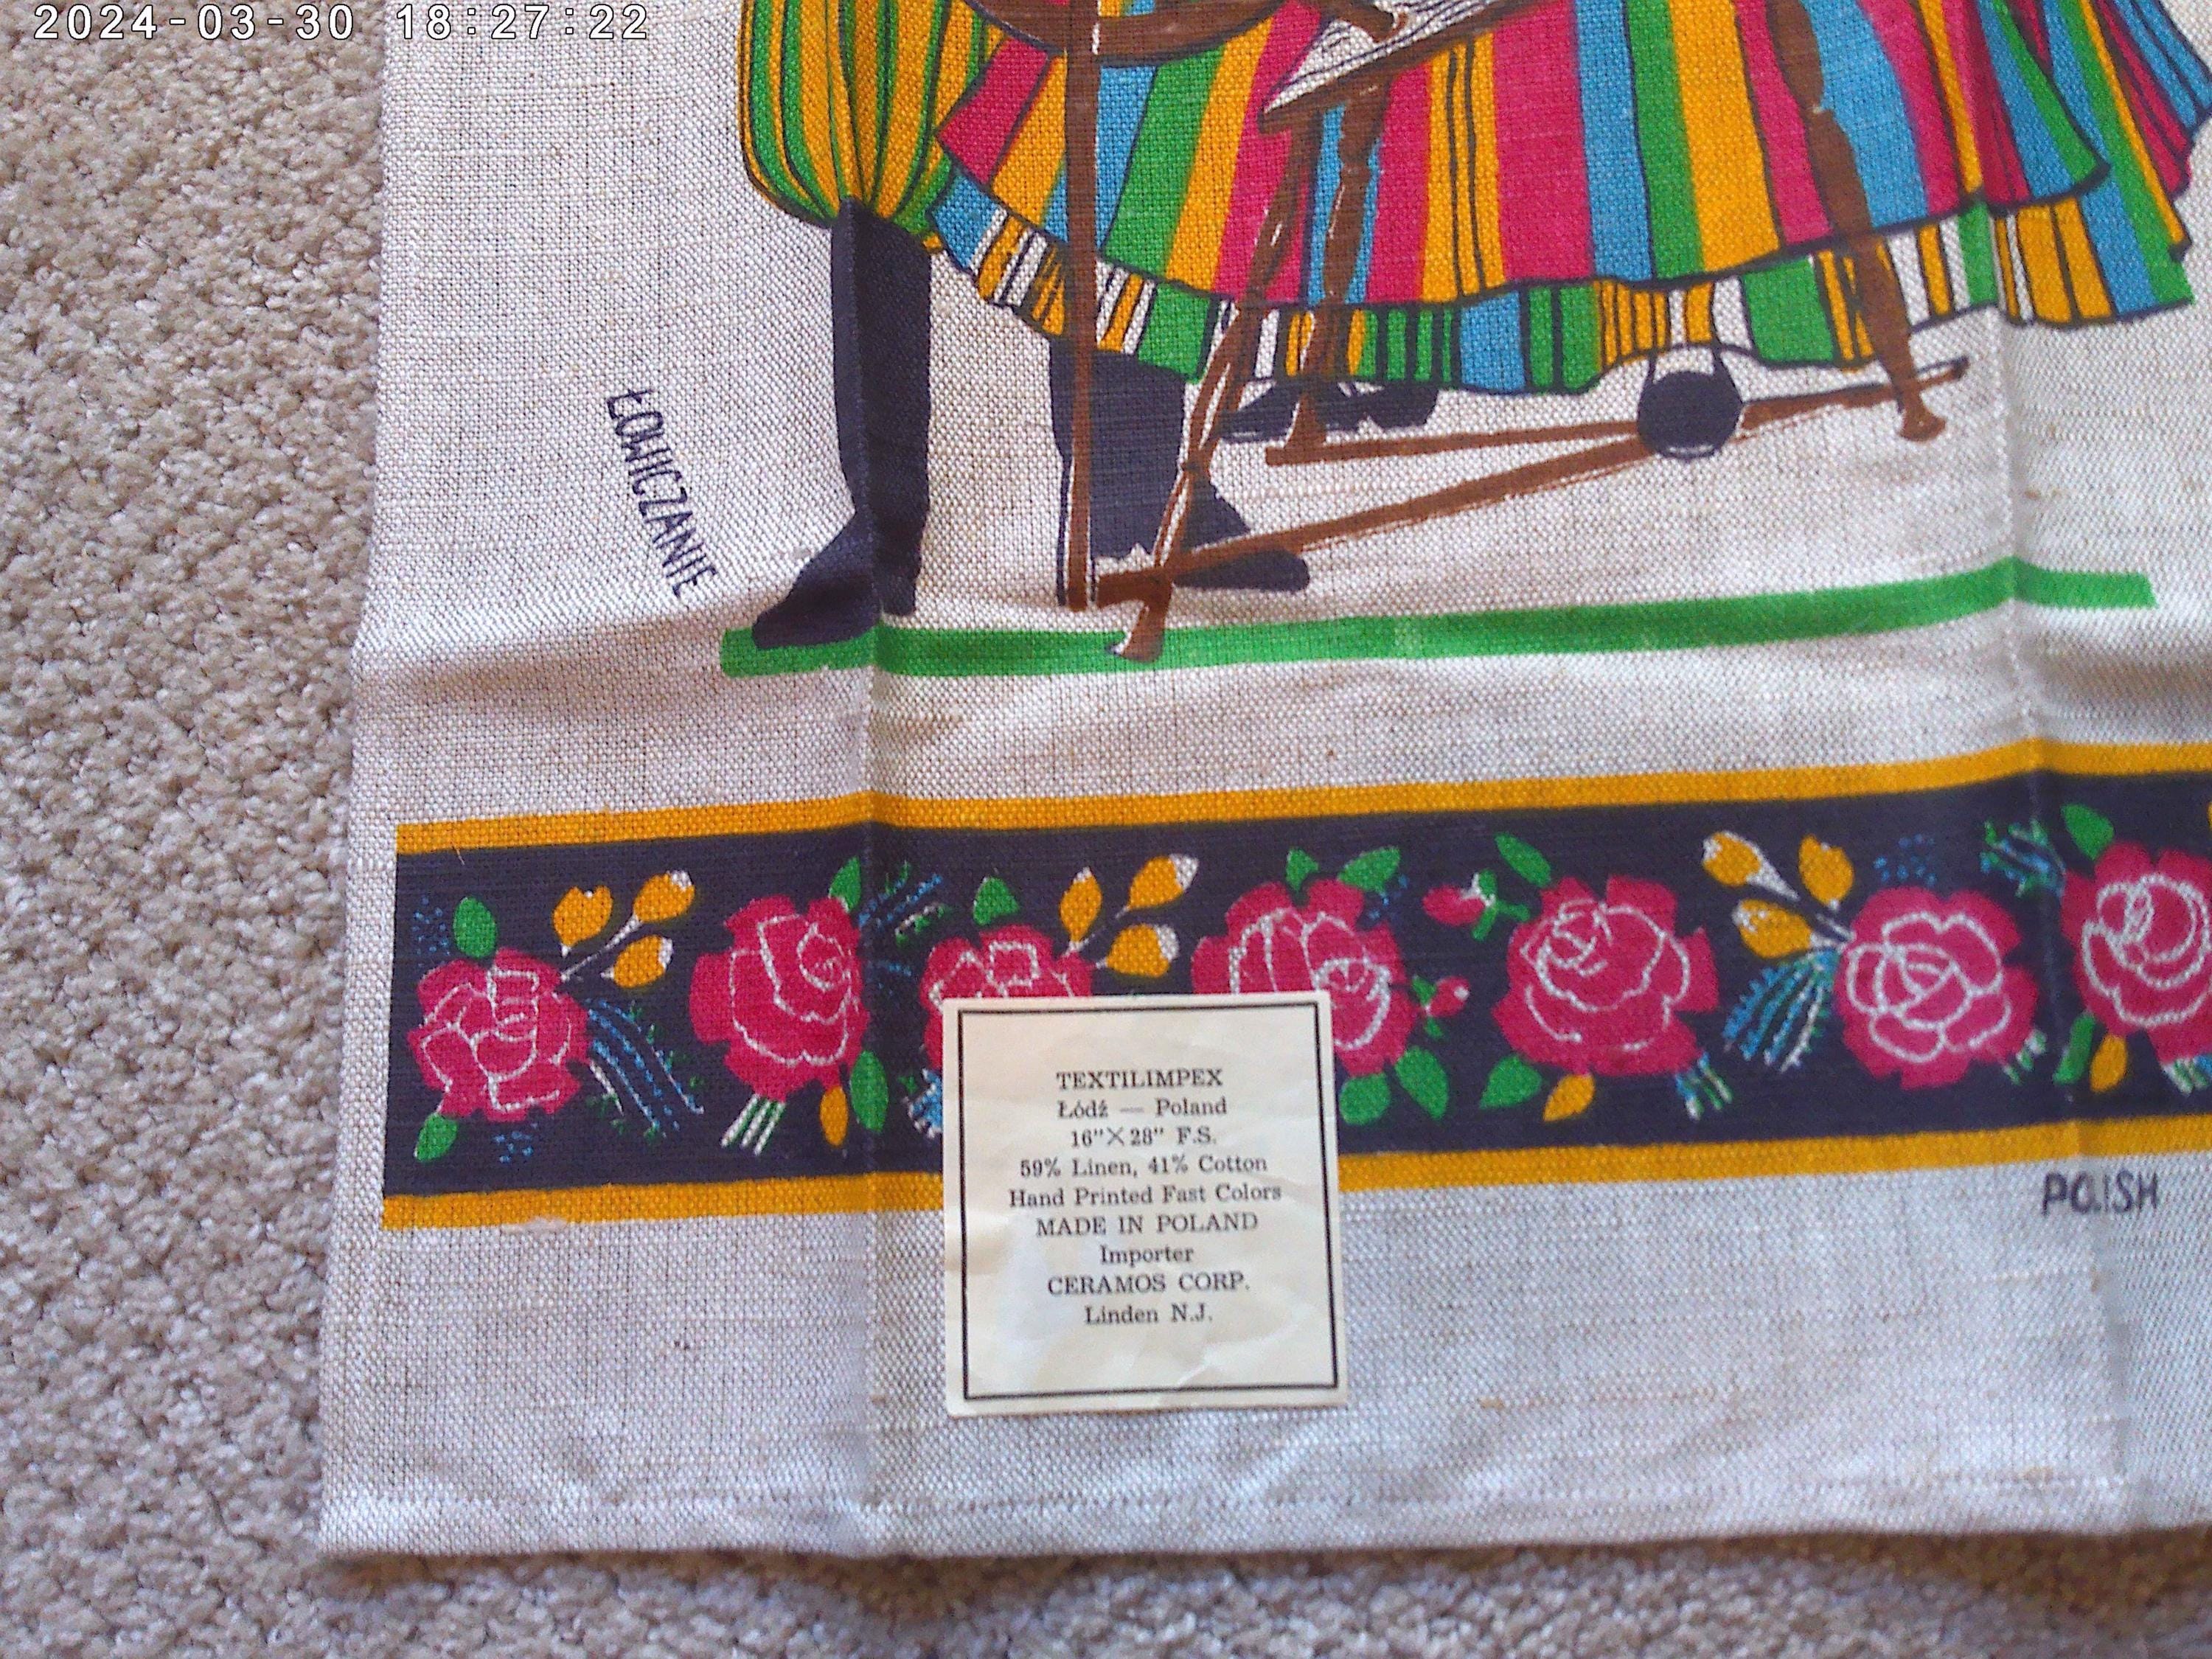 2024-03-30 18:27:22
ŁOWICZANIE
TEXTILIMPEX
Łódź — Poland
16"×28" F.S.
59% Linen, 41% Cotton
Hand Printed Fast Colors
MADE IN POLAND
Importer
CERAMOS CORP.
Linden N.J.
POLISH